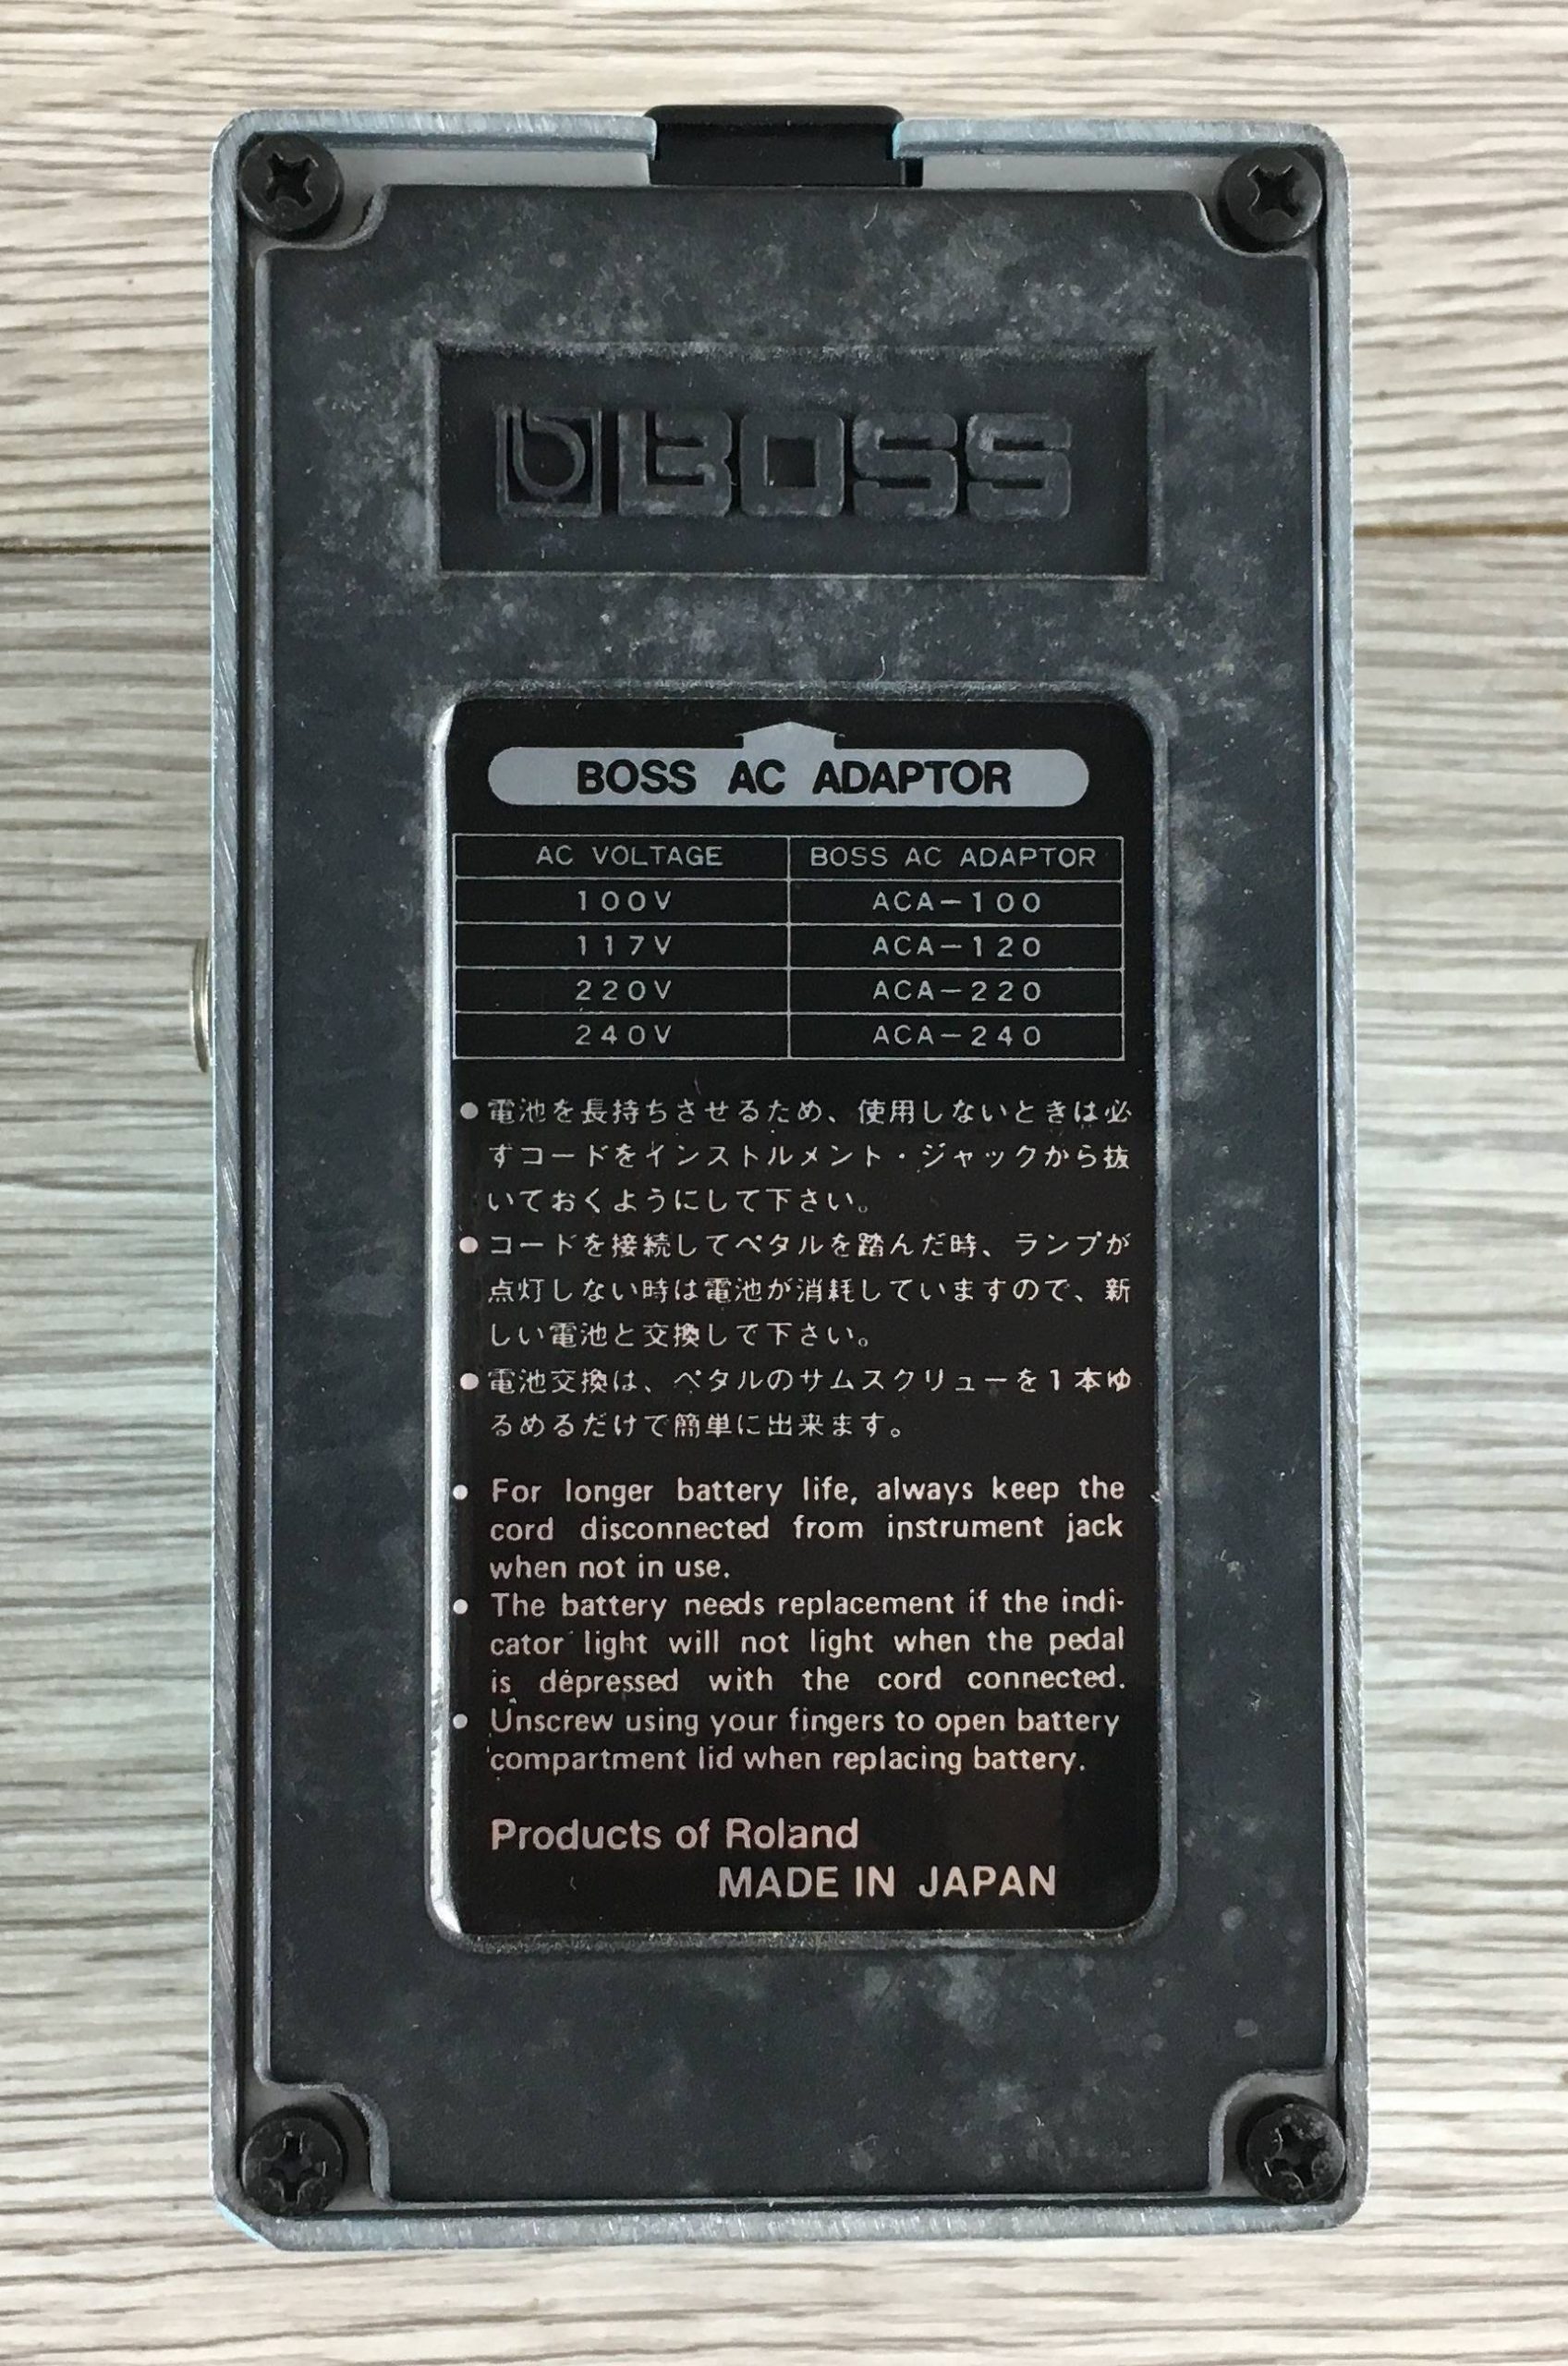 BOSS
BOSS AC ADAPTOR
AC VOLTAGE BOSS AC ADAPTOR
100V ACA-100
117V ACA-120
220V ACA-220
240V ACA-240
●電池を長持ちさせるため、使用しないときは必
ずコードをインストルメント・ジャックから抜
いておくようにして下さい。
●コードを接続してペタルを踏んだ時、ランプが
点灯しない時は電池が消耗していますので、新
しい電池と交換して下さい。
●電池交換は、ペタルのサムスクリューを1本ゆ
るめるだけで簡単に出来ます。
● For longer battery life, always keep the
cord disconnected from instrument jack
when not in use.
● The battery needs replacement if the indi-
cator light will not light when the pedal
is depressed with the cord connected.
● Unscrew using your fingers to open battery
compartment lid when replacing battery.
Products of Roland
MADE IN JAPAN